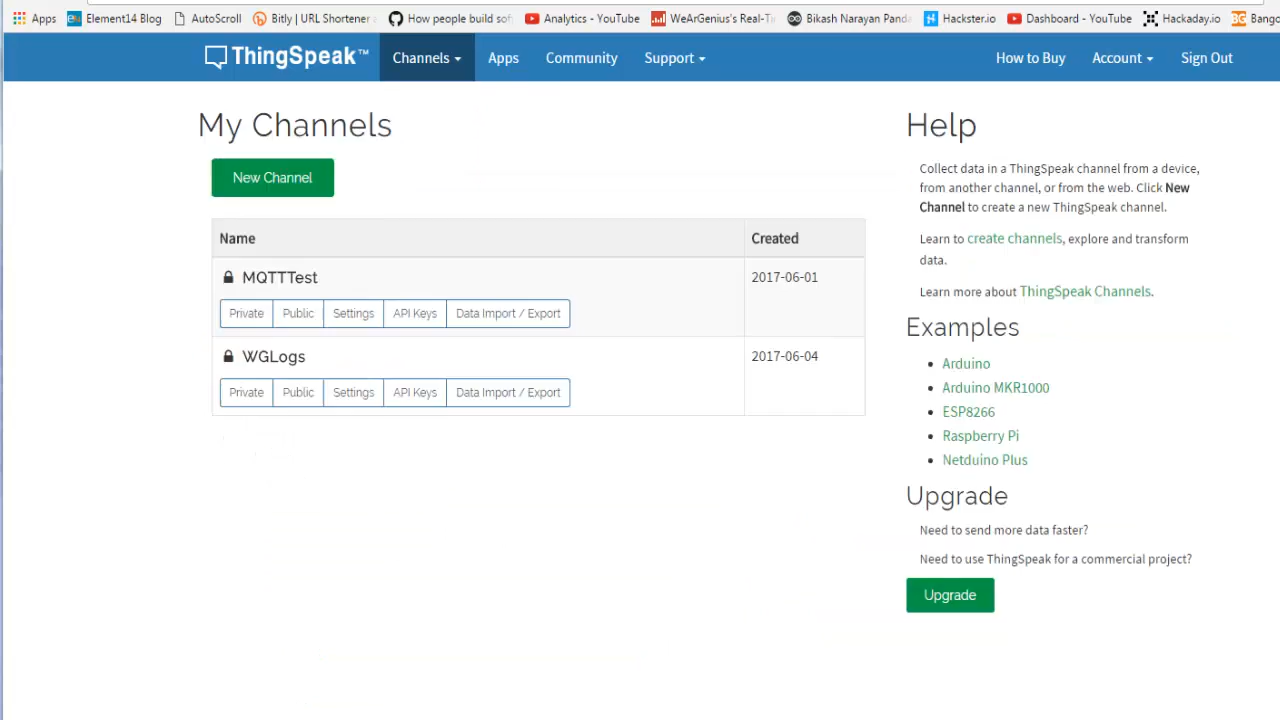 Apps Element14 Blog AutoScroll Bitly | URL Shortener How people build sof Analytics - YouTube WeArGenius's Real-Ti Bikash Narayan Panda Hackster.io Dashboard - YouTube Hackaday.io Bango
ThingSpeak™ Channels Apps Community Support How to Buy Account Sign Out
My Channels
New Channel
Name Created
MQTTTest 2017-06-01
Private Public Settings API Keys Data Import / Export
WGLogs 2017-06-04
Private Public Settings API Keys Data Import / Export
Help
Collect data in a ThingSpeak channel from a device,
from another channel, or from the web. Click New
Channel to create a new ThingSpeak channel.
Learn to create channels, explore and transform
data.
Learn more about ThingSpeak Channels.
Examples
Arduino
Arduino MKR1000
ESP8266
Raspberry Pi
Netduino Plus
Upgrade
Need to send more data faster?
Need to use ThingSpeak for a commercial project?
Upgrade